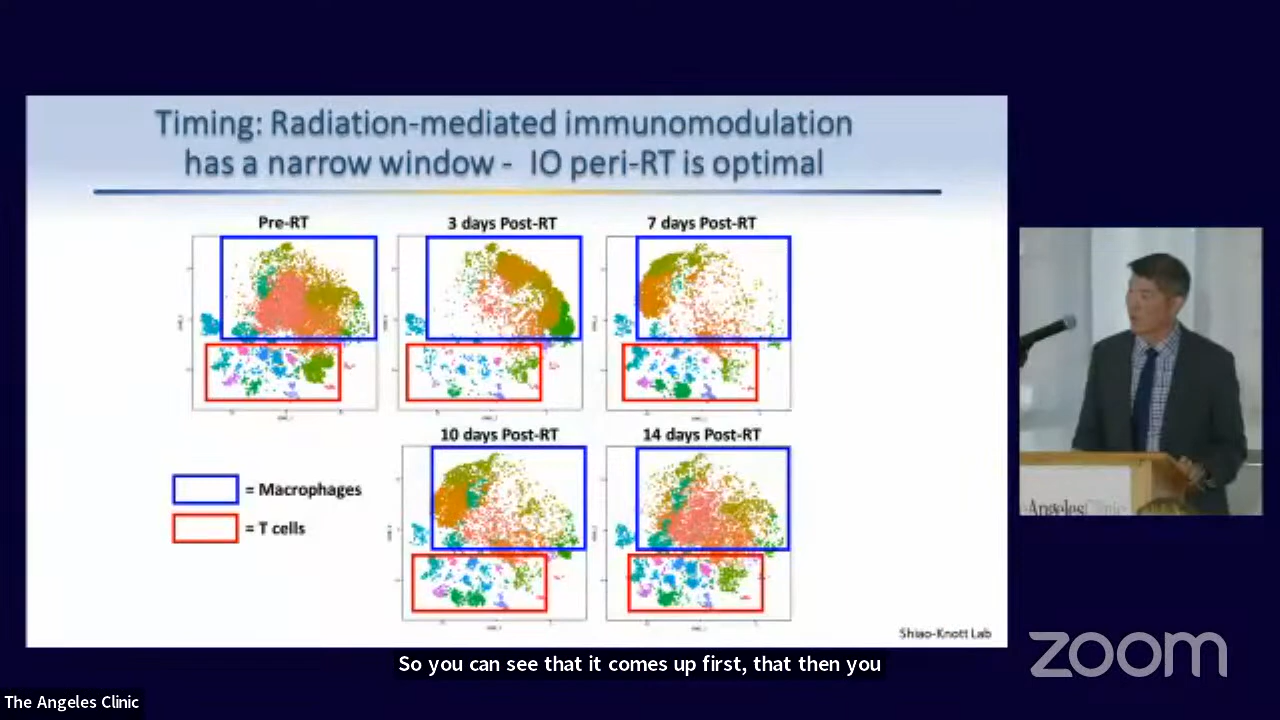 Timing: Radiation-mediated immunomodulation
has a narrow window - IO peri-RT is optimal
Pre-RT
3 days Post-RT
7 days Post-RT
10 days Post-RT
14 days Post-RT
= Macrophages
= T cells
Shiao-Knott Lab
AngelesClinic
So you can see that it comes up first, that then you
zoom
The Angeles Clinic